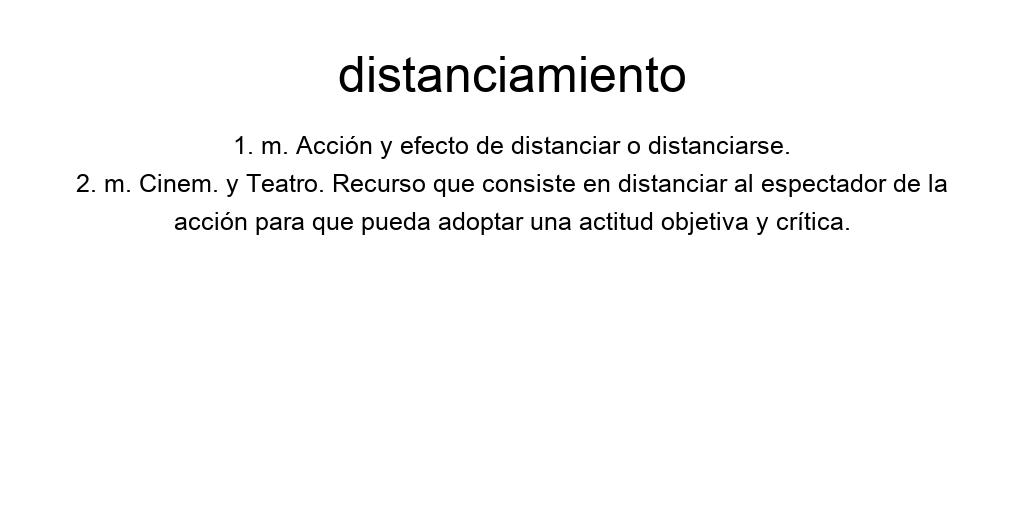 distanciamiento
1. m. Acción y efecto de distanciar o distanciarse.
2. m. Cinem. y Teatro. Recurso que consiste en distanciar al espectador de la
acción para que pueda adoptar una actitud objetiva y crítica.